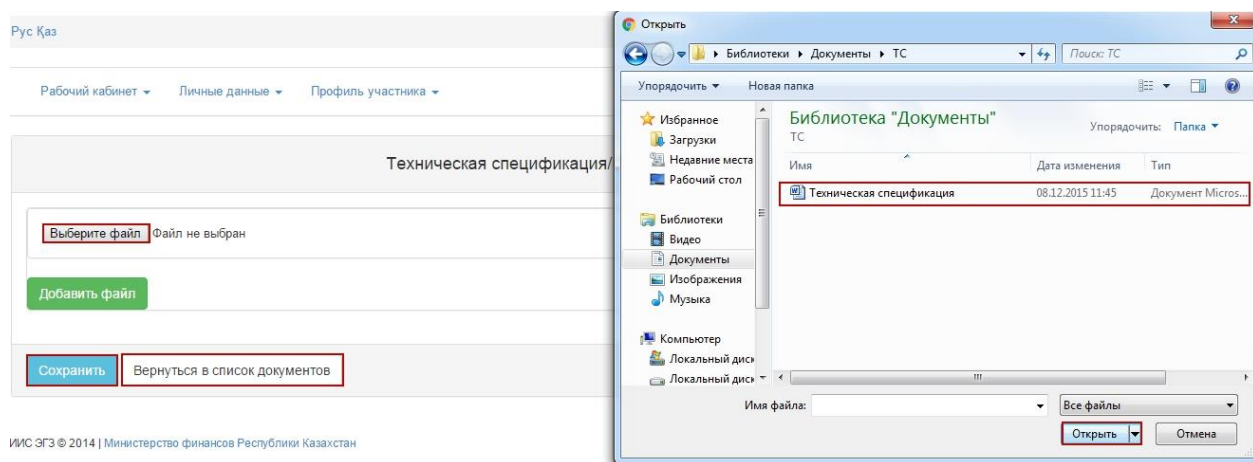 Рус Қаз
Рабочий кабинет Личные данные Профиль участника
Техническая спецификация/
Выберите файл Файл не выбран
Добавить файл
Сохранить Вернуться в список документов
ИИС ЭГЗ © 2014 | Министерство финансов Республики Казахстан
Открыть
Библиотеки Документы ТС
Поиск: ТС
Упорядочить Новая папка
Избранное
Загрузки
Недавние места
Рабочий стол
Библиотеки
Видео
Документы
Изображения
Музыка
Компьютер
Локальный диск
Локальный диск
Библиотека "Документы"
ТС
Упорядочить: Папка
Имя Дата изменения Тип
Техническая спецификация 08.12.2015 11:45 Документ Micros...
Имя файла: Все файлы
Открыть Отмена